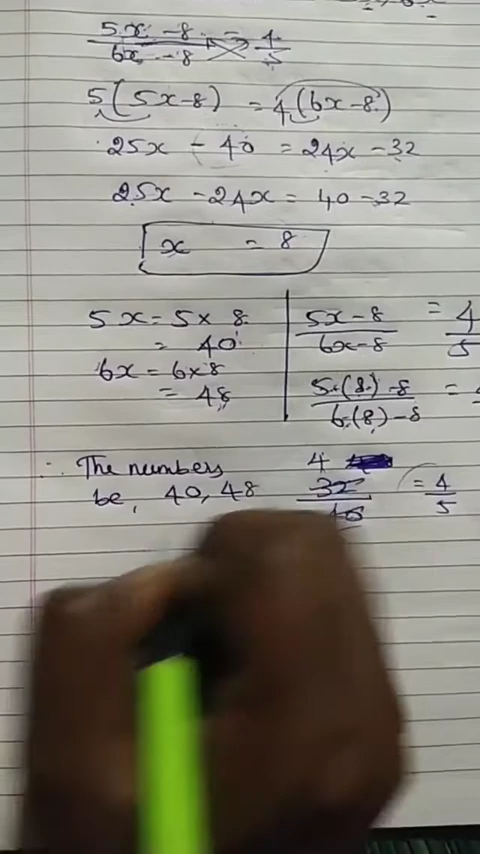 5x - 8 / 6x - 8 = 4 / 5
5(5x-8) = 4(6x-8)
25x - 40 = 24x - 32
25x - 24x = 40 - 32
x = 8
5x = 5 x 8
= 40
6x = 6x8
= 48
5x-8 / 6x-8 = 4 / 5
5.(8) -8 / 6.(8) -8 =
∴ The numbers
be, 40, 48
4
32 / 40 = 4 / 5